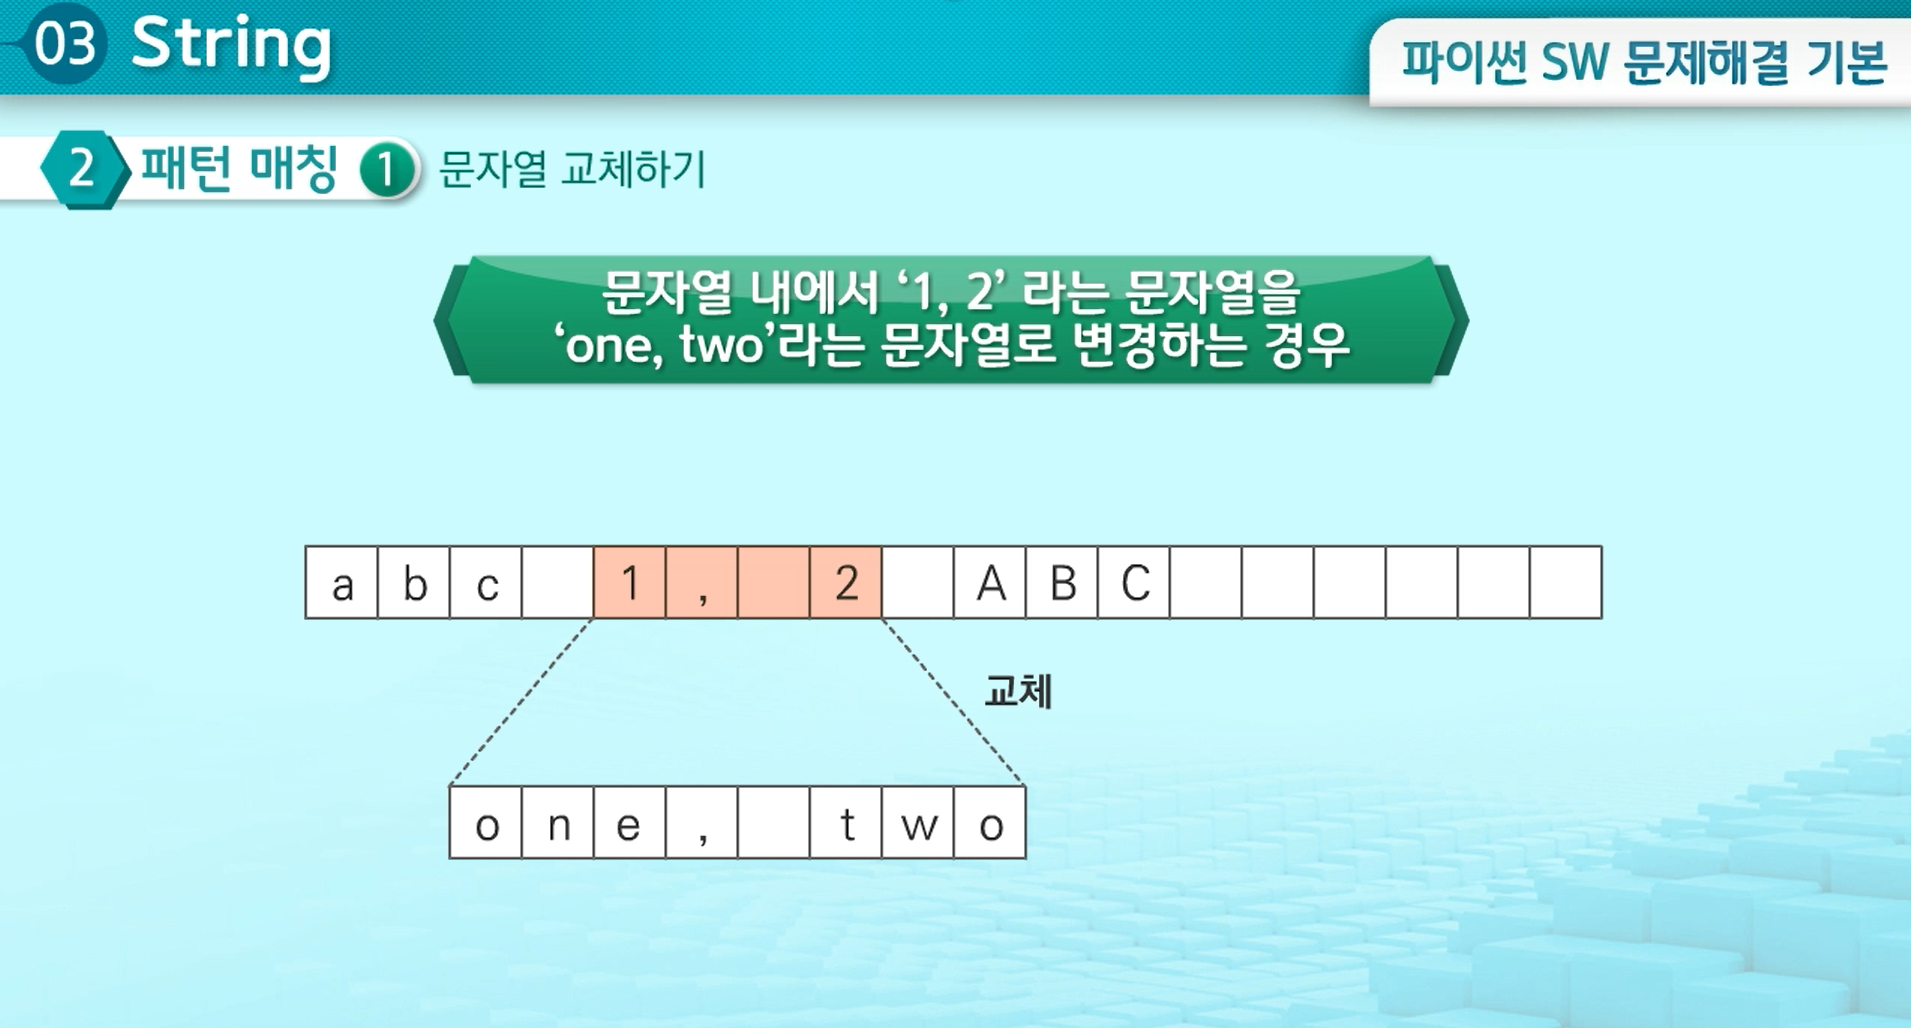 03 String
파이썬 SW 문제해결 기본
2 패턴 매칭 1 문자열 교체하기
문자열 내에서 ‘1, 2’ 라는 문자열을
‘one, two’라는 문자열로 변경하는 경우
a b c 1 , 2 A B C
교체
o n e , t w o